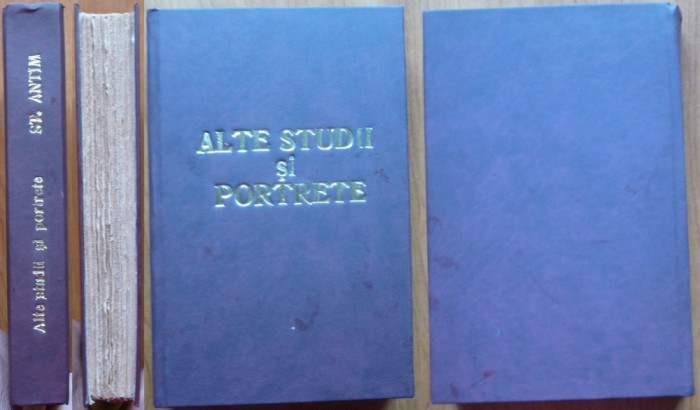 Alte studii și portrete ST. ANTIM
ALTE STUDII
și
PORTRETE